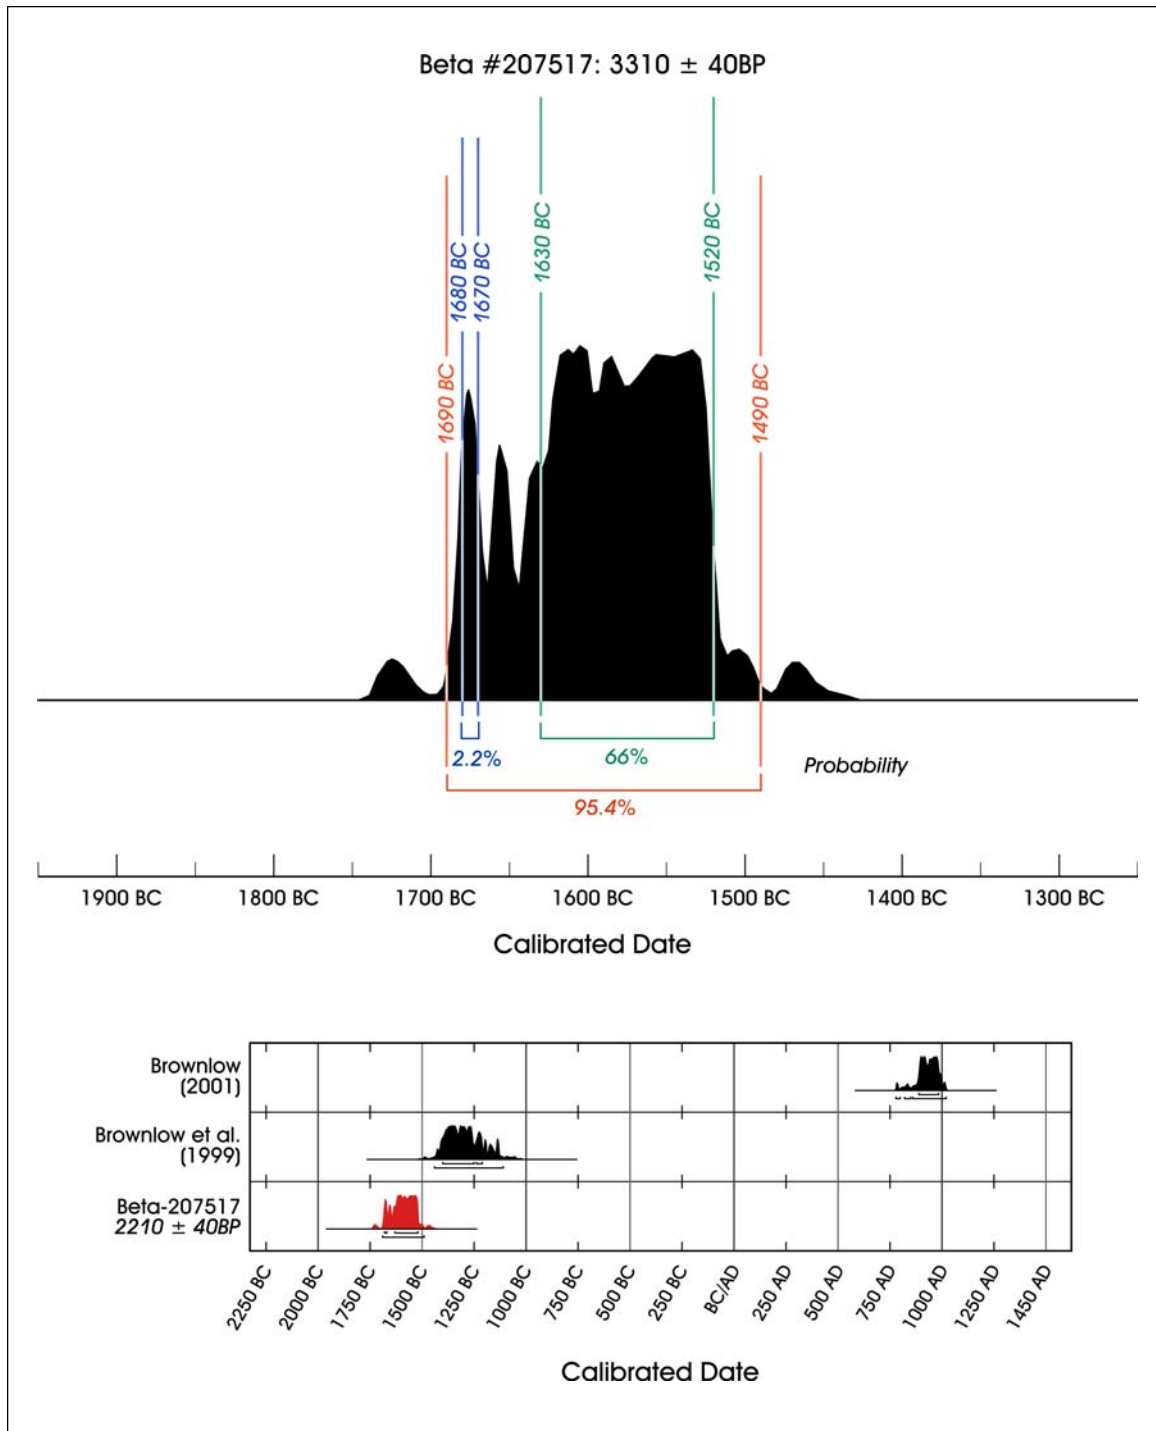 Beta #207517: 3310 ± 40BP
1690 BC
1680 BC
1670 BC
1630 BC
1520 BC
1490 BC
2.2%
66%
95.4%
Probability
1900 BC
1800 BC
1700 BC
1600 BC
1500 BC
1400 BC
1300 BC
Calibrated Date
Brownlow
(2001)
Brownlow et al.
(1999)
Beta-207517
2210 ± 40BP
2250 BC
2000 BC
1750 BC
1500 BC
1250 BC
1000 BC
750 BC
500 BC
250 BC
BC/AD
250 AD
500 AD
750 AD
1000 AD
1250 AD
1450 AD
Calibrated Date